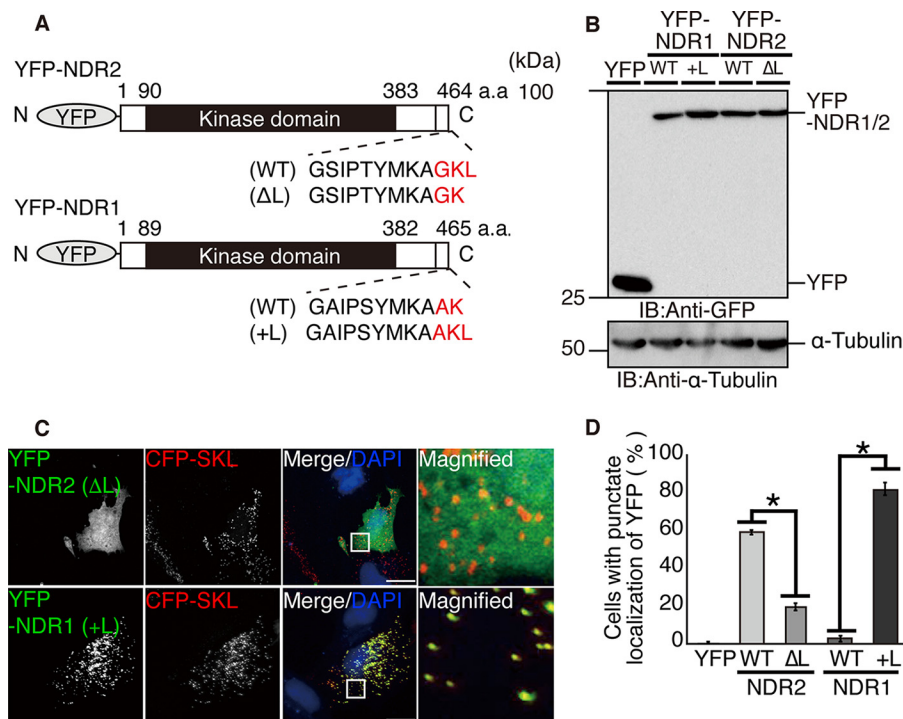 A
YFP-NDR2
(kDa)
1 90 383 464 a.a 100
N YFP Kinase domain C
(WT) GSIPTYMKAGKL
(ΔL) GSIPTYMKAGK
YFP-NDR1
1 89 382 465 a.a.
N YFP Kinase domain C
(WT) GAIPSYMKAAK
(+L) GAIPSYMKAAKL
B
YFP- YFP-
NDR1 NDR2
YFP WT +L WT ΔL
YFP
-NDR1/2
YFP
25
IB:Anti-GFP
50
α-Tubulin
IB:Anti-α-Tubulin
C
YFP
-NDR2 (ΔL)
CFP-SKL
Merge/DAPI
Magnified
YFP
-NDR1 (+L)
CFP-SKL
Merge/DAPI
Magnified
D
Cells with punctate
localization of YFP (%)
100
80
60
40
20
0
*
*
YFP WT ΔL WT +L
NDR2 NDR1